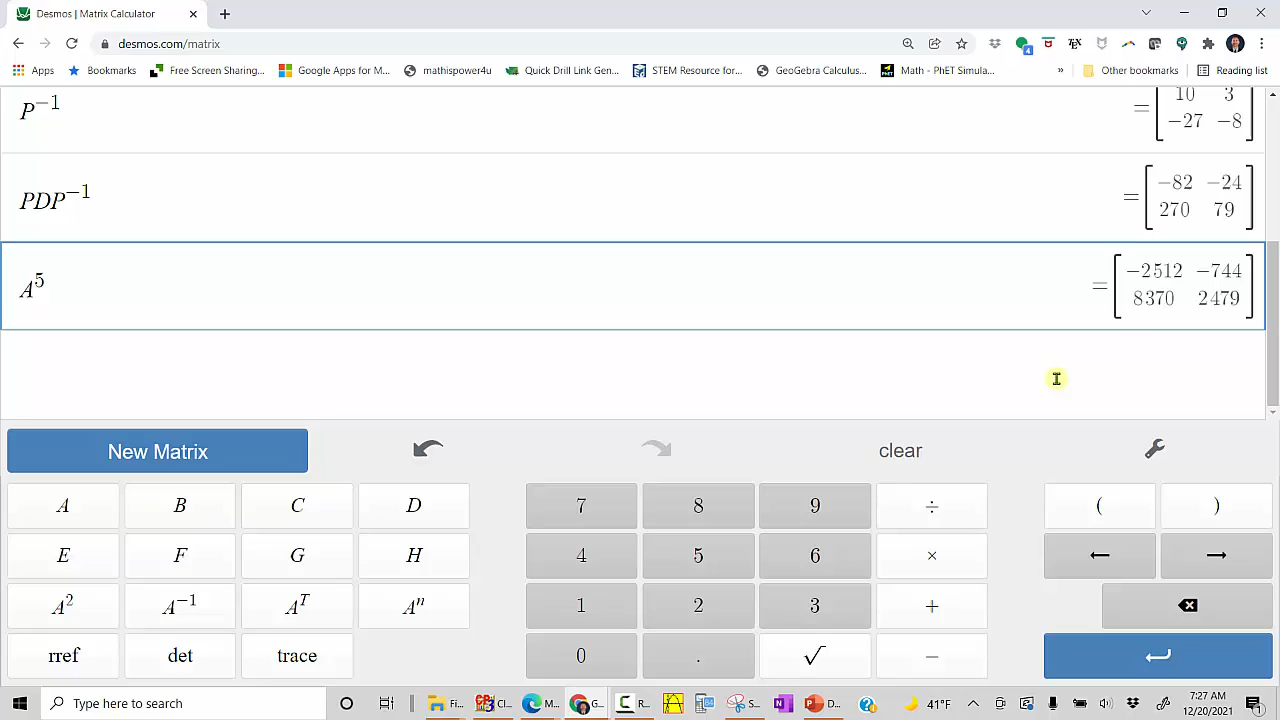 Desmos | Matrix Calculator
desmos.com/matrix
4
Apps Bookmarks Free Screen Sharing... Google Apps for M... mathispower4u Quick Drill Link Gen... STEM Resource for... GeoGebra Calculus... Math - PhET Simula... » Other bookmarks Reading list
P⁻¹ = [10 3
−27 −8]
PDP⁻¹ = [−82 −24
270 79]
A⁵ = [−2512 −744
8370 2479]
New Matrix clear
A B C D 7 8 9 ÷ ( )
E F G H 4 5 6 × ← →
A² A⁻¹ Aᵀ Aⁿ 1 2 3 +
rref det trace 0 . √ −
Type here to search Fi... Cl... M... G... R... S... D... 41°F 7:27 AM
12/20/2021